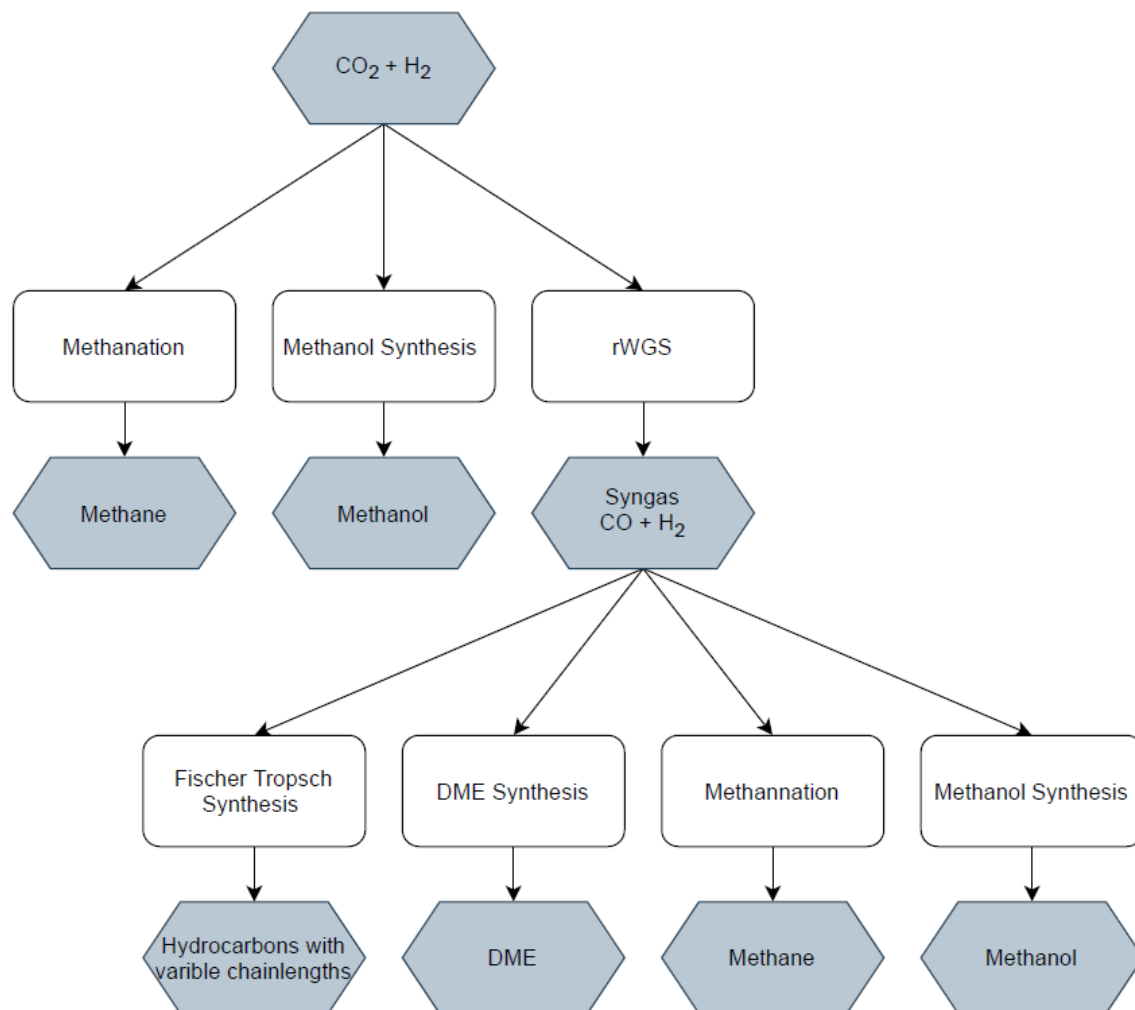 CO₂ + H₂
Methanation
Methanol Synthesis
rWGS
Methane
Methanol
Syngas
CO + H₂
Fischer Tropsch
Synthesis
DME Synthesis
Methannation
Methanol Synthesis
Hydrocarbons with
varible chainlengths
DME
Methane
Methanol